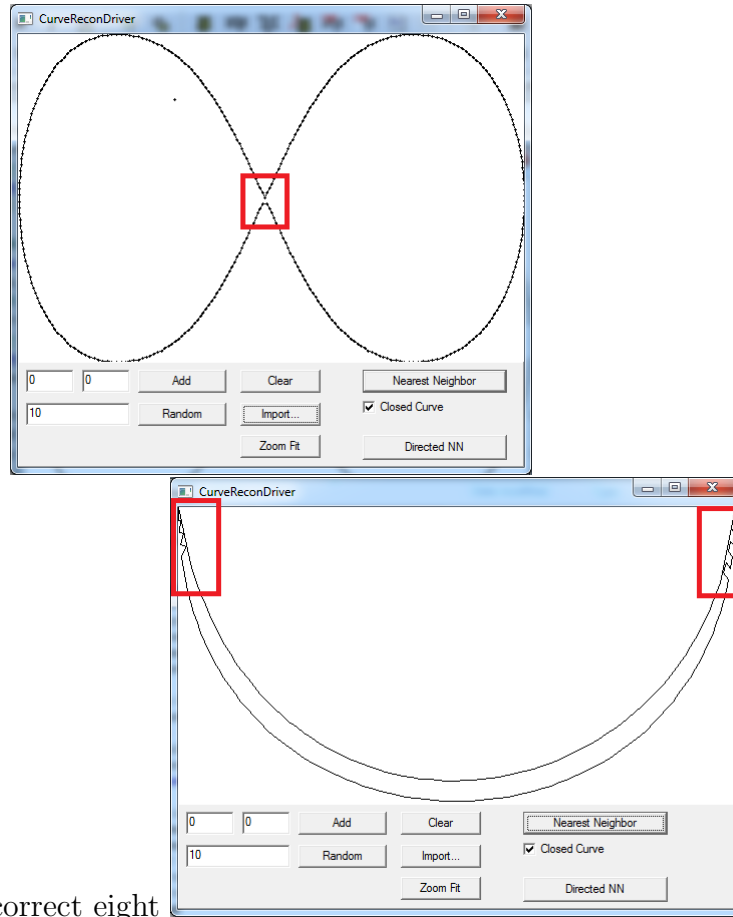 CurveReconDriver
0 0 Add Clear Nearest Neighbor
10 Random Import... Closed Curve
Zoom Fit Directed NN
CurveReconDriver
0 0 Add Clear Nearest Neighbor
10 Random Import... Closed Curve
Zoom Fit Directed NN
correct eight